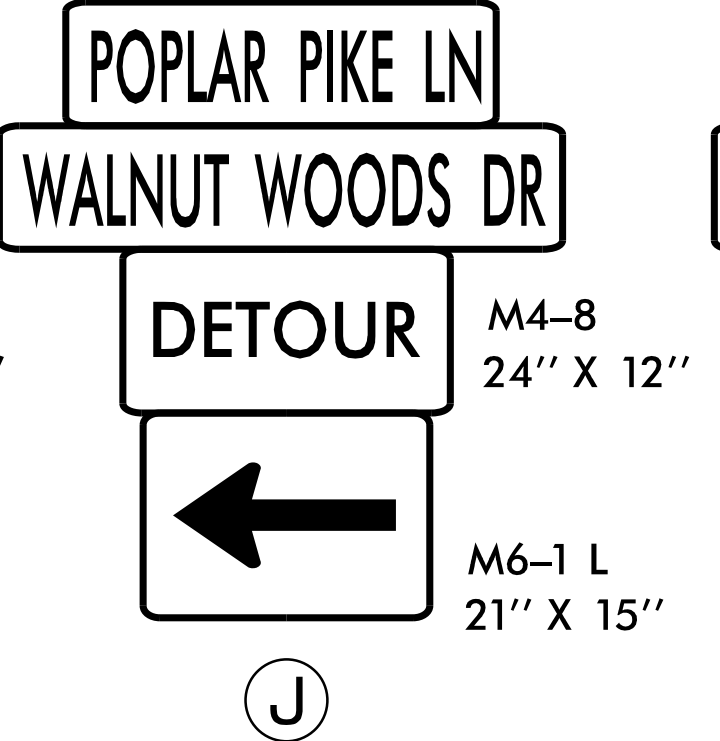 POPLAR PIKE LN
WALNUT WOODS DR
DETOUR
M4–8
24’’ X 12’’
M6–1 L
21’’ X 15’’
J